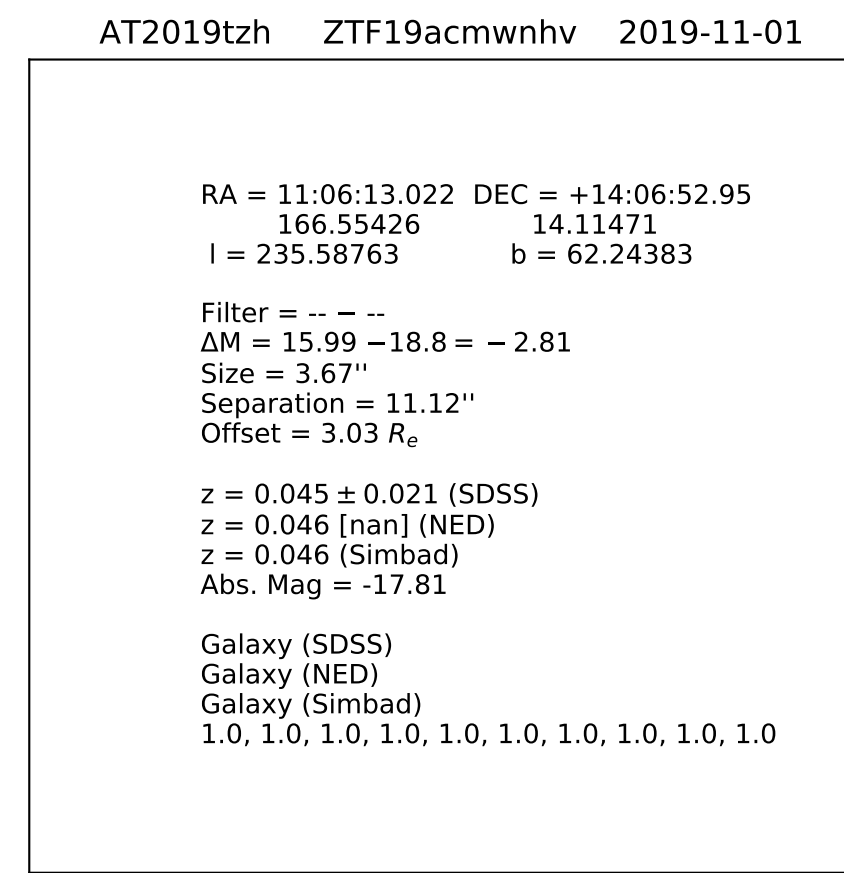 AT2019tzh ZTF19acmwnhv 2019-11-01
RA = 11:06:13.022 DEC = +14:06:52.95
166.55426 14.11471
l = 235.58763 b = 62.24383
Filter = -- − --
ΔM = 15.99 −18.8 = − 2.81
Size = 3.67''
Separation = 11.12''
Offset = 3.03 Rₑ
z = 0.045 ± 0.021 (SDSS)
z = 0.046 [nan] (NED)
z = 0.046 (Simbad)
Abs. Mag = -17.81
Galaxy (SDSS)
Galaxy (NED)
Galaxy (Simbad)
1.0, 1.0, 1.0, 1.0, 1.0, 1.0, 1.0, 1.0, 1.0, 1.0